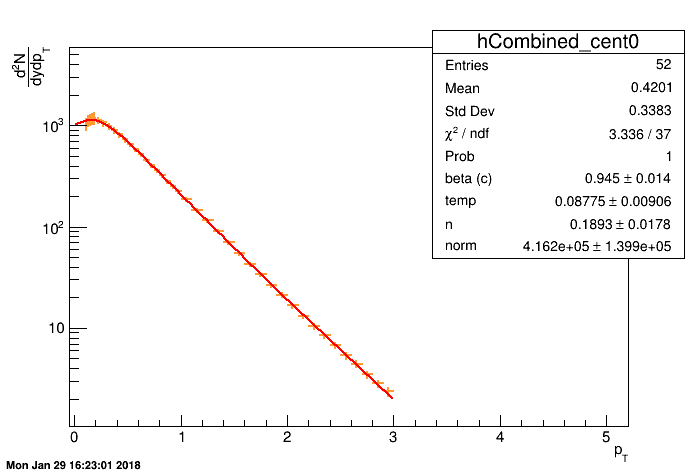 hCombined_cent0
Entries 52
Mean 0.4201
Std Dev 0.3383
χ² / ndf 3.336 / 37
Prob 1
beta (c) 0.945 ± 0.014
temp 0.08775 ± 0.00906
n 0.1893 ± 0.0178
norm 4.162e+05 ± 1.399e+05
d²N
dydp_T
10³
10²
10
0 1 2 3 4 5
p_T
Mon Jan 29 16:23:01 2018